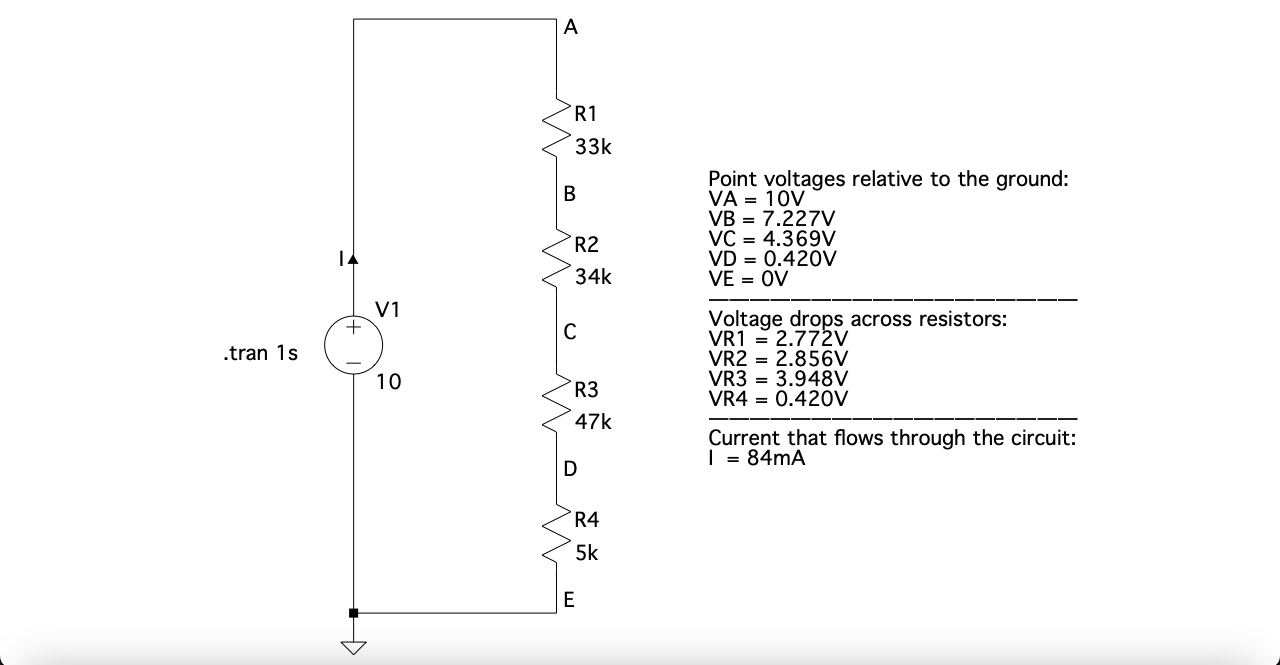 A
R1
33k
B
R2
34k
I
V1
+
—
10
.tran 1s
C
R3
47k
D
R4
5k
E
Point voltages relative to the ground:
VA = 10V
VB = 7.227V
VC = 4.369V
VD = 0.420V
VE = 0V
Voltage drops across resistors:
VR1 = 2.772V
VR2 = 2.856V
VR3 = 3.948V
VR4 = 0.420V
Current that flows through the circuit:
I = 84mA